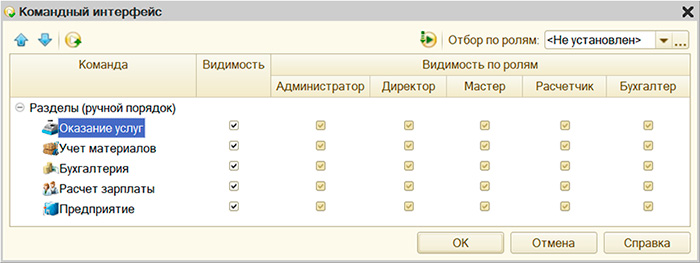 Командный интерфейс
Отбор по ролям: <Не установлен>
Команда Видимость Видимость по ролям
Администратор Директор Мастер Расчетчик Бухгалтер
Разделы (ручной порядок)
Оказание услуг
Учет материалов
Бухгалтерия
Расчет зарплаты
Предприятие
OK Отмена Справка